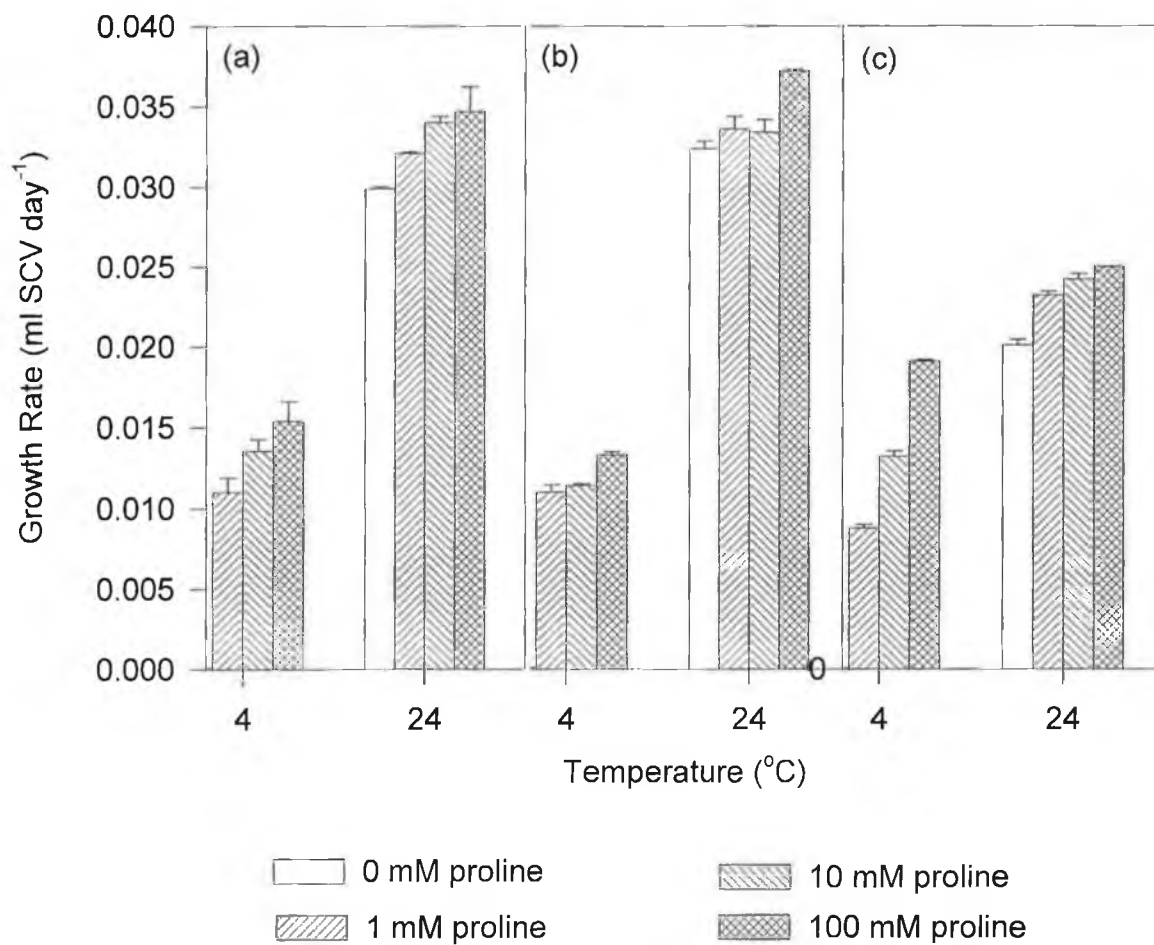 Growth Rate (ml SCV day⁻¹)
0.040
0.035
0.030
0.025
0.020
0.015
0.010
0.005
0.000
(a)
(b)
(c)
0
4
24
4
24
4
24
Temperature (°C)
0 mM proline
10 mM proline
1 mM proline
100 mM proline